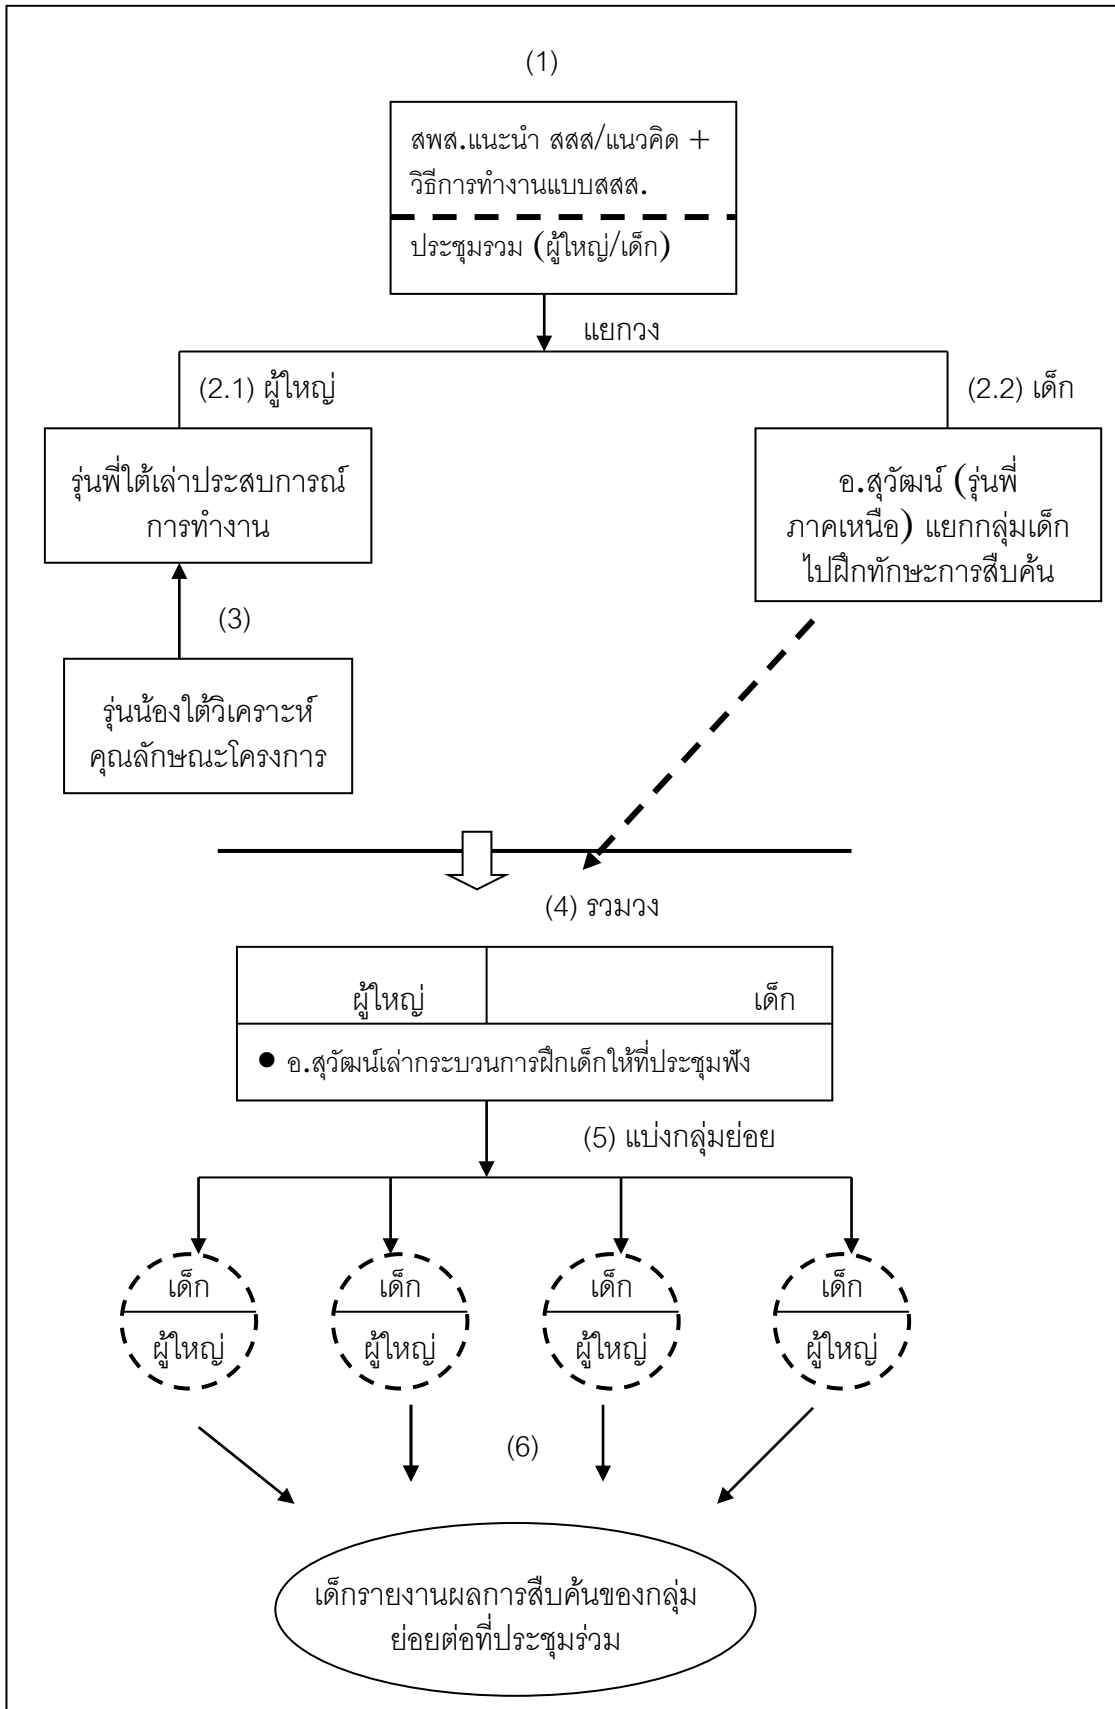 (1)
สพส.แนะนำ สสส/แนวคิด +
วิธีการทำงานแบบสสส.
ประชุมรวม (ผู้ใหญ่/เด็ก)
แยกวง
(2.1) ผู้ใหญ่
(2.2) เด็ก
รุ่นพี่ใต้เล่าประสบการณ์
การทำงาน
อ.สุวัฒน์ (รุ่นพี่
ภาคเหนือ) แยกกลุ่มเด็ก
ไปฝึกทักษะการสืบค้น
(3)
รุ่นน้องใต้วิเคราะห์
คุณลักษณะโครงการ
(4) รวมวง
ผู้ใหญ่
เด็ก
● อ.สุวัฒน์เล่ากระบวนการฝึกเด็กให้ที่ประชุมฟัง
(5) แบ่งกลุ่มย่อย
เด็ก
ผู้ใหญ่
เด็ก
ผู้ใหญ่
เด็ก
ผู้ใหญ่
เด็ก
ผู้ใหญ่
(6)
เด็กรายงานผลการสืบค้นของกลุ่ม
ย่อยต่อที่ประชุมร่วม